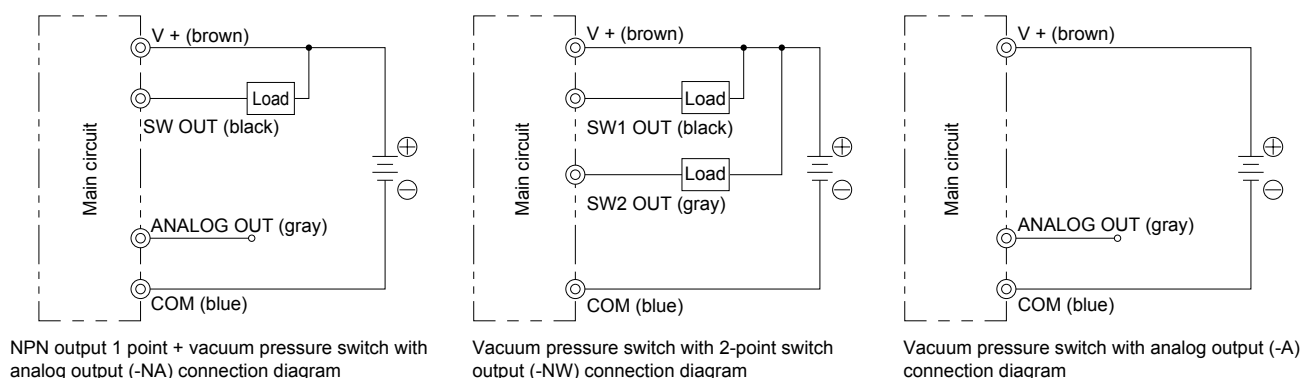 V + (brown)
Load
SW OUT (black)
Main circuit
ANALOG OUT (gray)
COM (blue)
NPN output 1 point + vacuum pressure switch with
analog output (-NA) connection diagram
V + (brown)
Load
SW1 OUT (black)
Load
SW2 OUT (gray)
Main circuit
COM (blue)
Vacuum pressure switch with 2-point switch
output (-NW) connection diagram
V + (brown)
Main circuit
ANALOG OUT (gray)
COM (blue)
Vacuum pressure switch with analog output (-A)
connection diagram